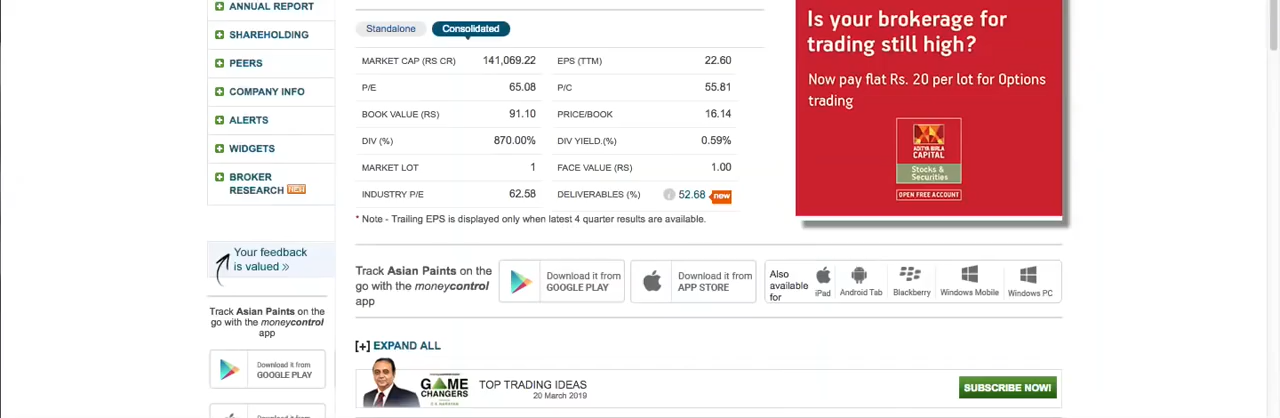 ANNUAL REPORT
SHAREHOLDING
PEERS
COMPANY INFO
ALERTS
WIDGETS
BROKER
RESEARCH HOT
Your feedback
is valued »
Track Asian Paints on the
go with the moneycontrol
app
Download it from
GOOGLE PLAY
Download it from
Standalone
Consolidated
MARKET CAP (RS CR) 141,069.22 EPS (TTM) 22.60
P/E 65.08 P/C 55.81
BOOK VALUE (RS) 91.10 PRICE/BOOK 16.14
DIV (%) 870.00% DIV YIELD.(%) 0.59%
MARKET LOT 1 FACE VALUE (RS) 1.00
INDUSTRY P/E 62.58 DELIVERABLES (%) i 52.68 new
* Note - Trailing EPS is displayed only when latest 4 quarter results are available.
Track Asian Paints on the
go with the moneycontrol
app
Download it from
GOOGLE PLAY
Download it from
APP STORE
Also
available
for
iPad
Android Tab
Blackberry
Windows Mobile
Windows PC
[+] EXPAND ALL
GAME
CHANGERS
TOP TRADING IDEAS
20 March 2019
SUBSCRIBE NOW!
Is your brokerage for
trading still high?
Now pay flat Rs. 20 per lot for Options
trading
ADITYA BIRLA
CAPITAL
Stocks &
Securities
OPEN FREE ACCOUNT